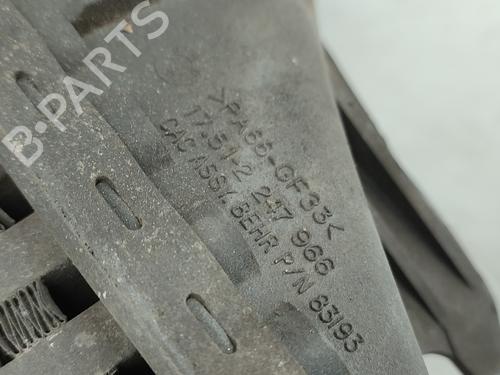 B-PARTS
>PA66-GF33<
17.51-2 247 966
CAC ASSY. BEHR P/N 83193